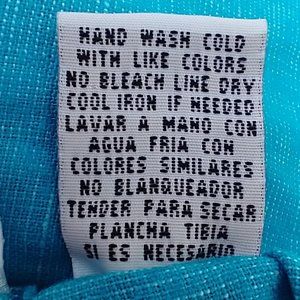 HAND WASH COLD
WITH LIKE COLORS
NO BLEACH LINE DRY
COOL IRON IF NEEDED
LAVAR A MANO CON
AGUA FRIA CON
COLORES SIMILARES
NO BLANQUEADOR
TENDER PARA SECAR
PLANCHA TIBIA
SI ES NECESARIO